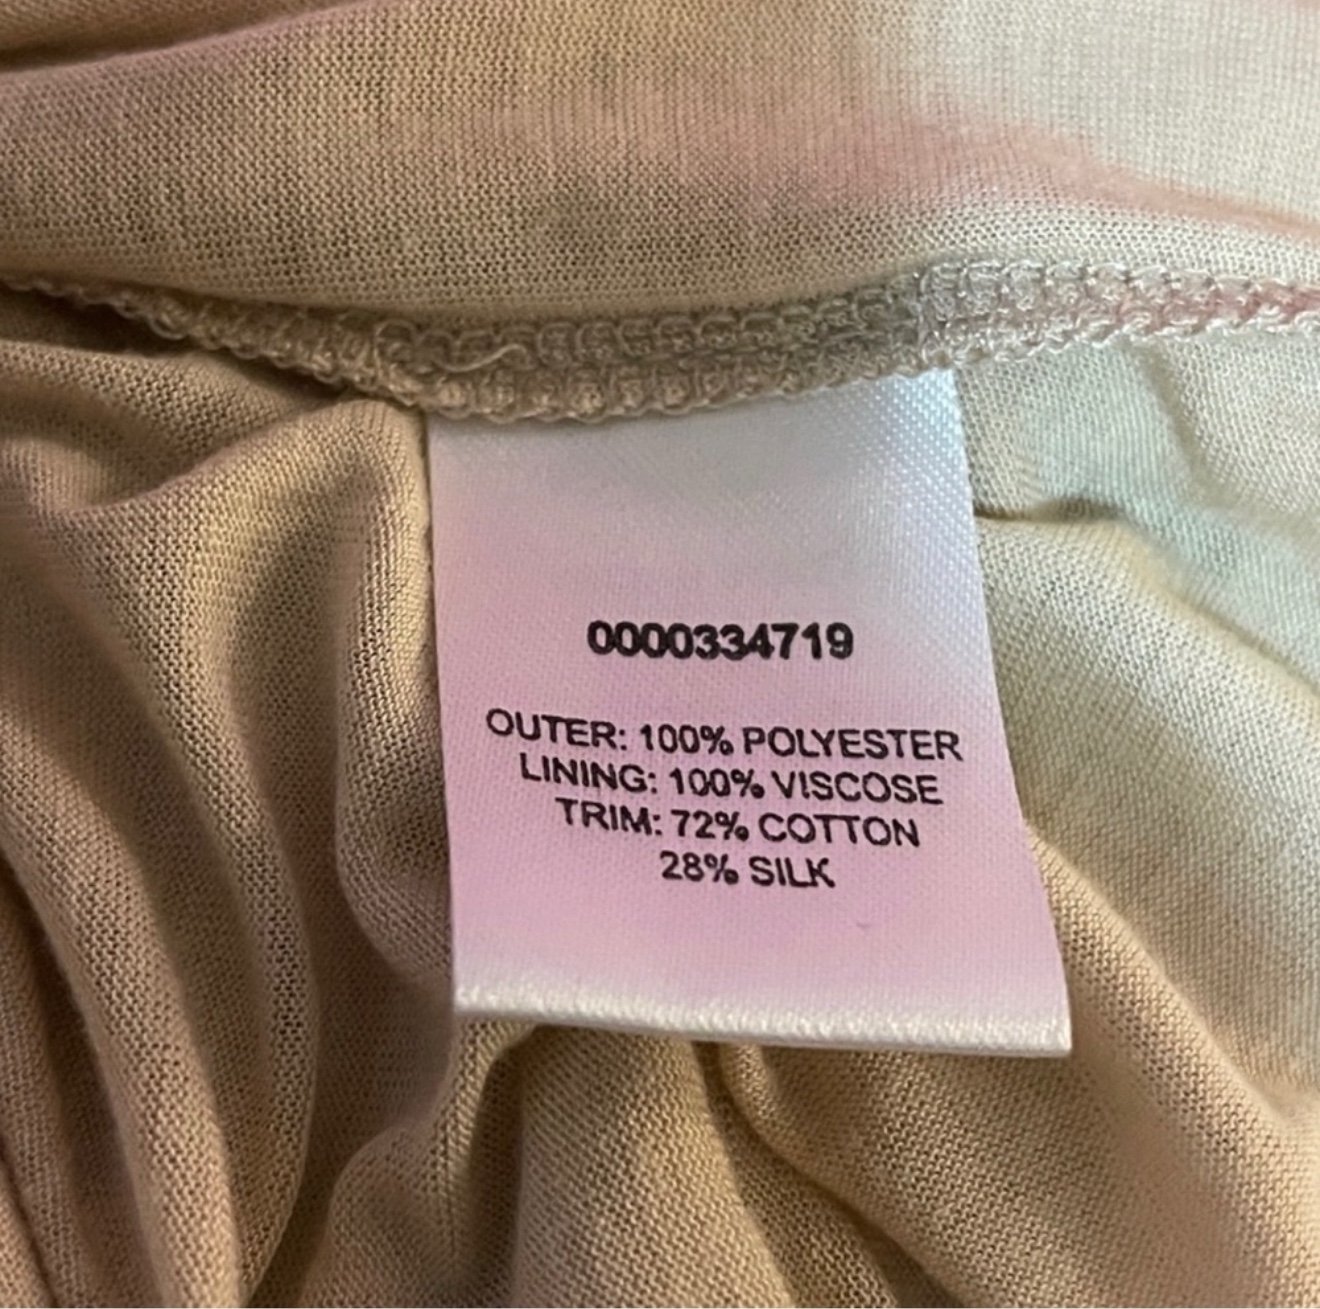 0000334719
OUTER: 100% POLYESTER
LINING: 100% VISCOSE
TRIM: 72% COTTON
28% SILK